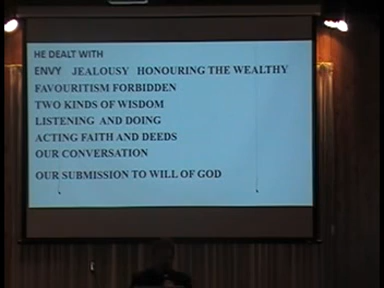 HE DEALT WITH
ENVY JEALOUSY HONOURING THE WEALTHY
FAVOURITISM FORBIDDEN
TWO KINDS OF WISDOM
LISTENING AND DOING
ACTING FAITH AND DEEDS
OUR CONVERSATION
OUR SUBMISSION TO WILL OF GOD